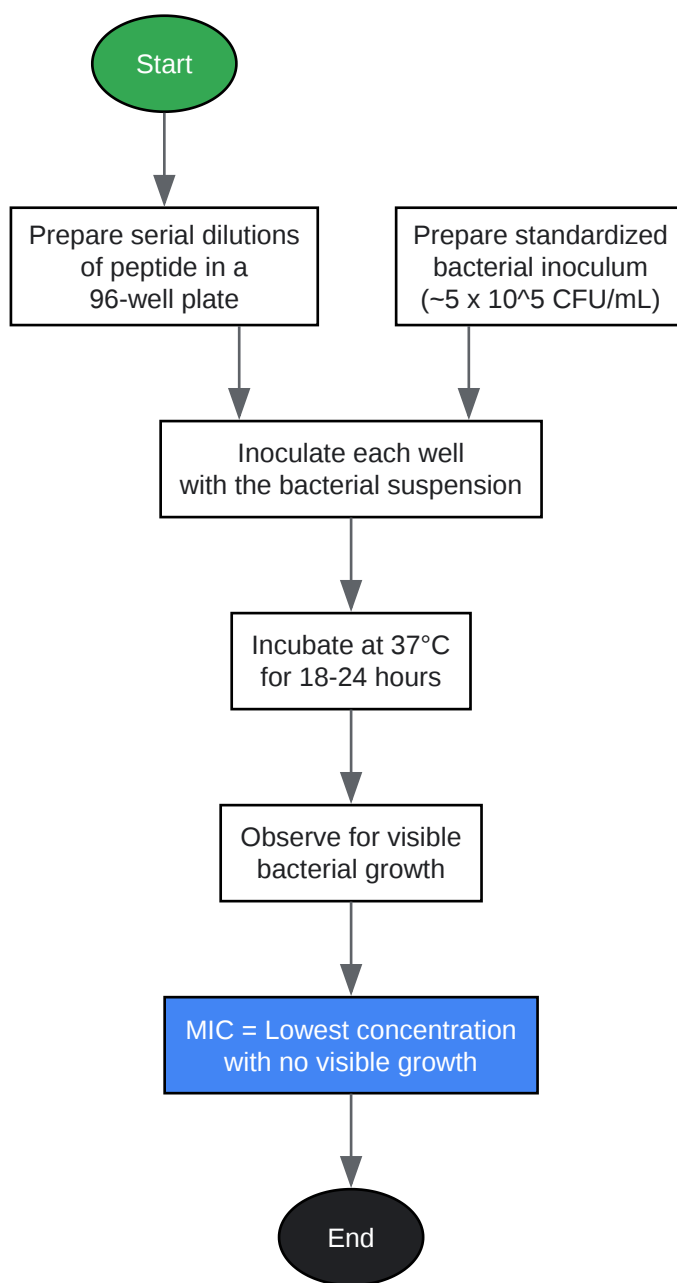 Start
Prepare serial dilutions
of peptide in a
96-well plate
Prepare standardized
bacterial inoculum
(~5 x 10^5 CFU/mL)
Inoculate each well
with the bacterial suspension
Incubate at 37°C
for 18-24 hours
Observe for visible
bacterial growth
MIC = Lowest concentration
with no visible growth
End